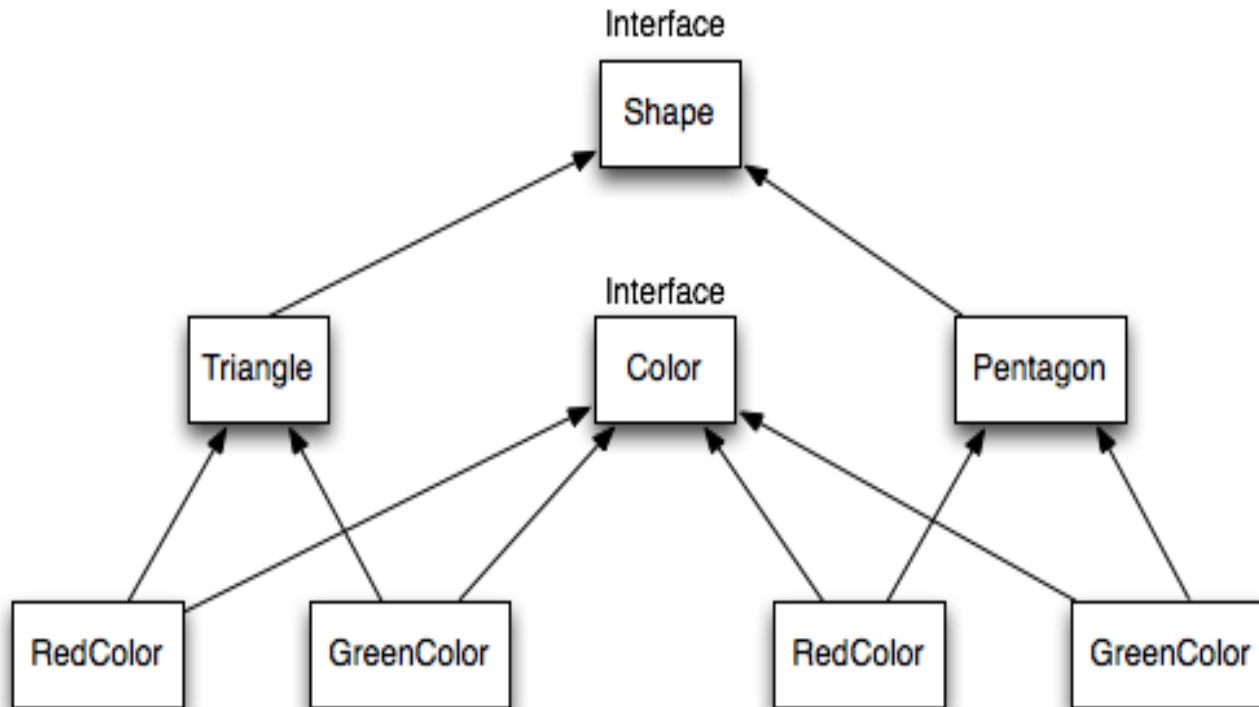 Interface
Shape
Interface
Triangle
Color
Pentagon
RedColor
GreenColor
RedColor
GreenColor